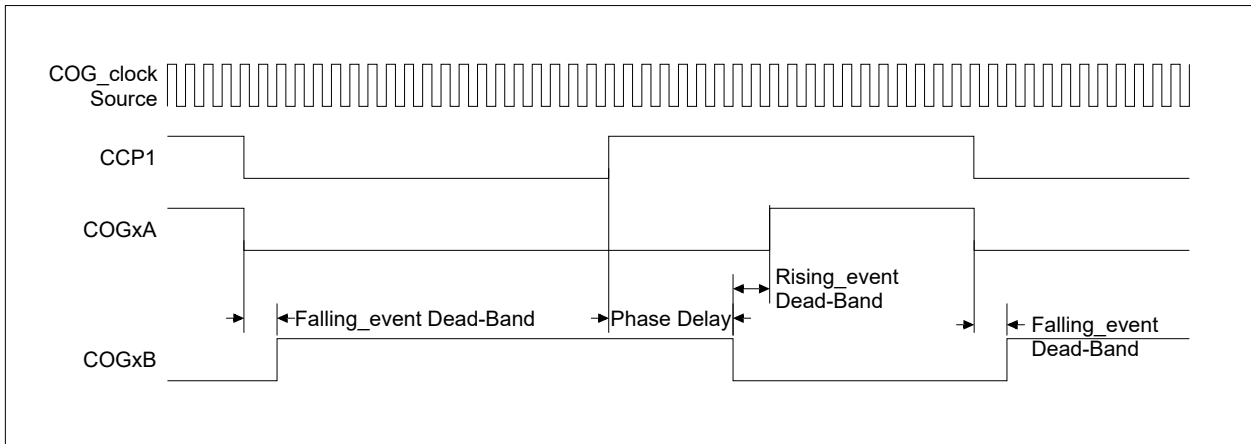 COG_clock
Source
CCP1
COGxA
Rising_event
Dead-Band
Falling_event Dead-Band
Phase Delay
Falling_event
Dead-Band
COGxB